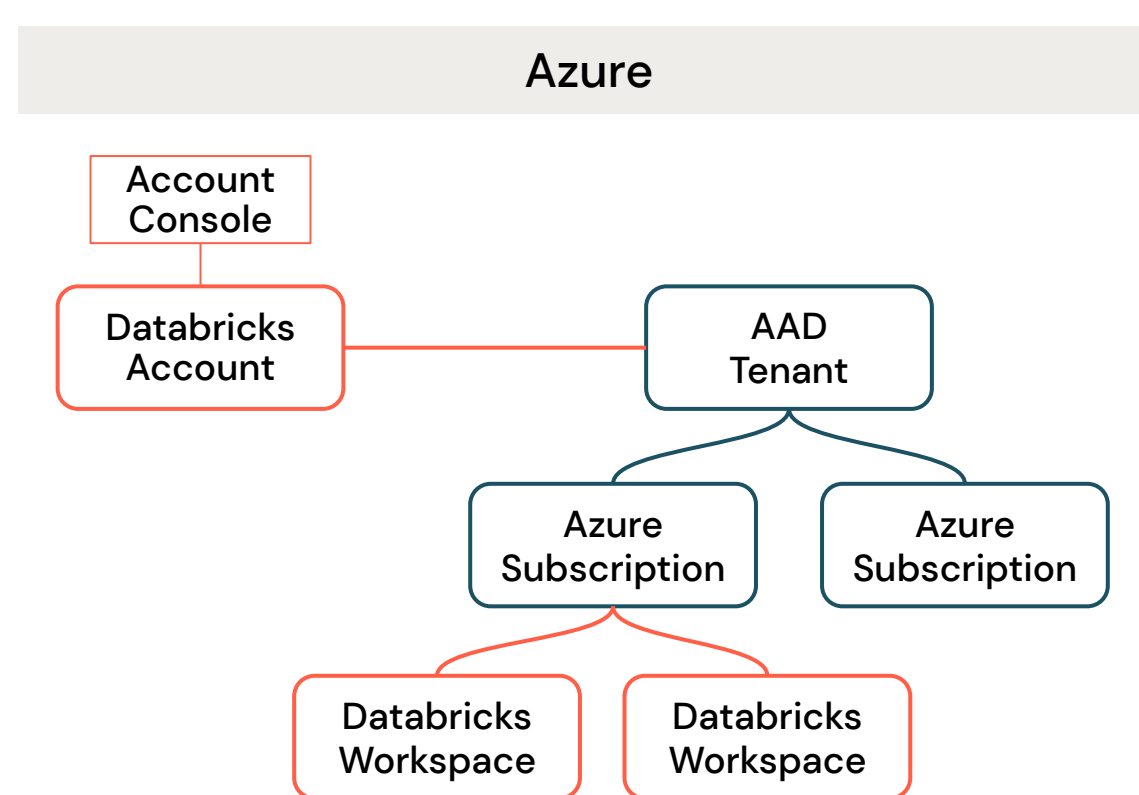 Azure
Account
Console
Databricks
Account
AAD
Tenant
Azure
Subscription
Azure
Subscription
Databricks
Workspace
Databricks
Workspace